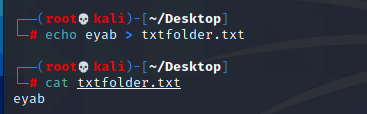 ┌──(root💀kali)-[~/Desktop]
└─# echo eyab > txtfolder.txt
┌──(root💀kali)-[~/Desktop]
└─# cat txtfolder.txt
eyab